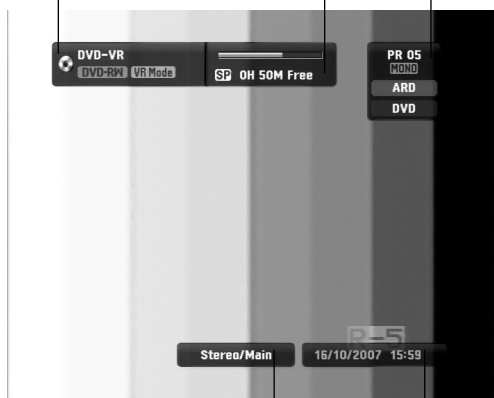 DVD-VR
DVD-RW VR Mode
SP 0H 50M Free
PR 05
MONO
ARD
DVD
R-5
Stereo/Main
16/10/2007 15:59